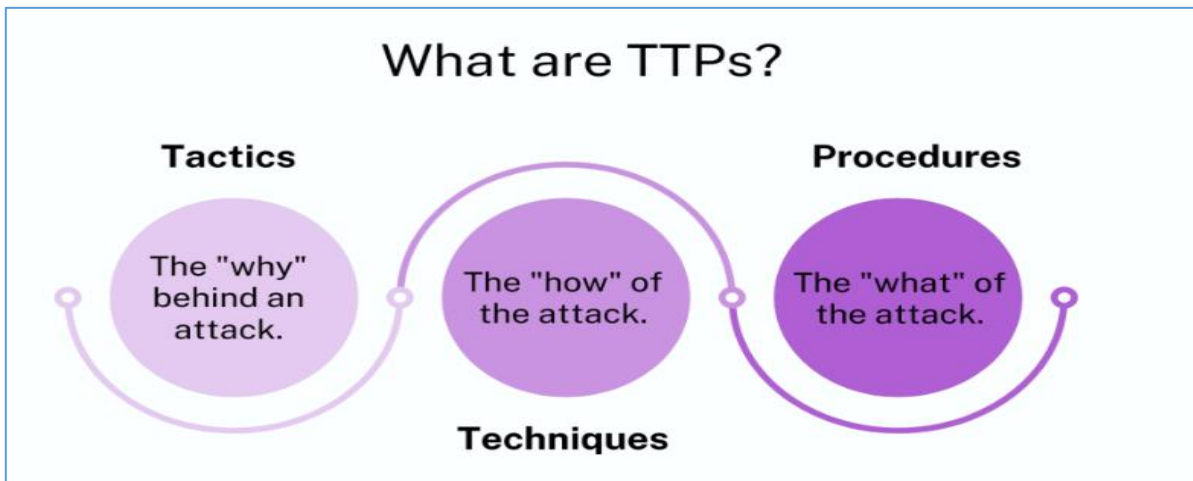 What are TTPs?
Tactics
The "why"
behind an
attack.
The "how" of
the attack.
Techniques
Procedures
The "what" of
the attack.